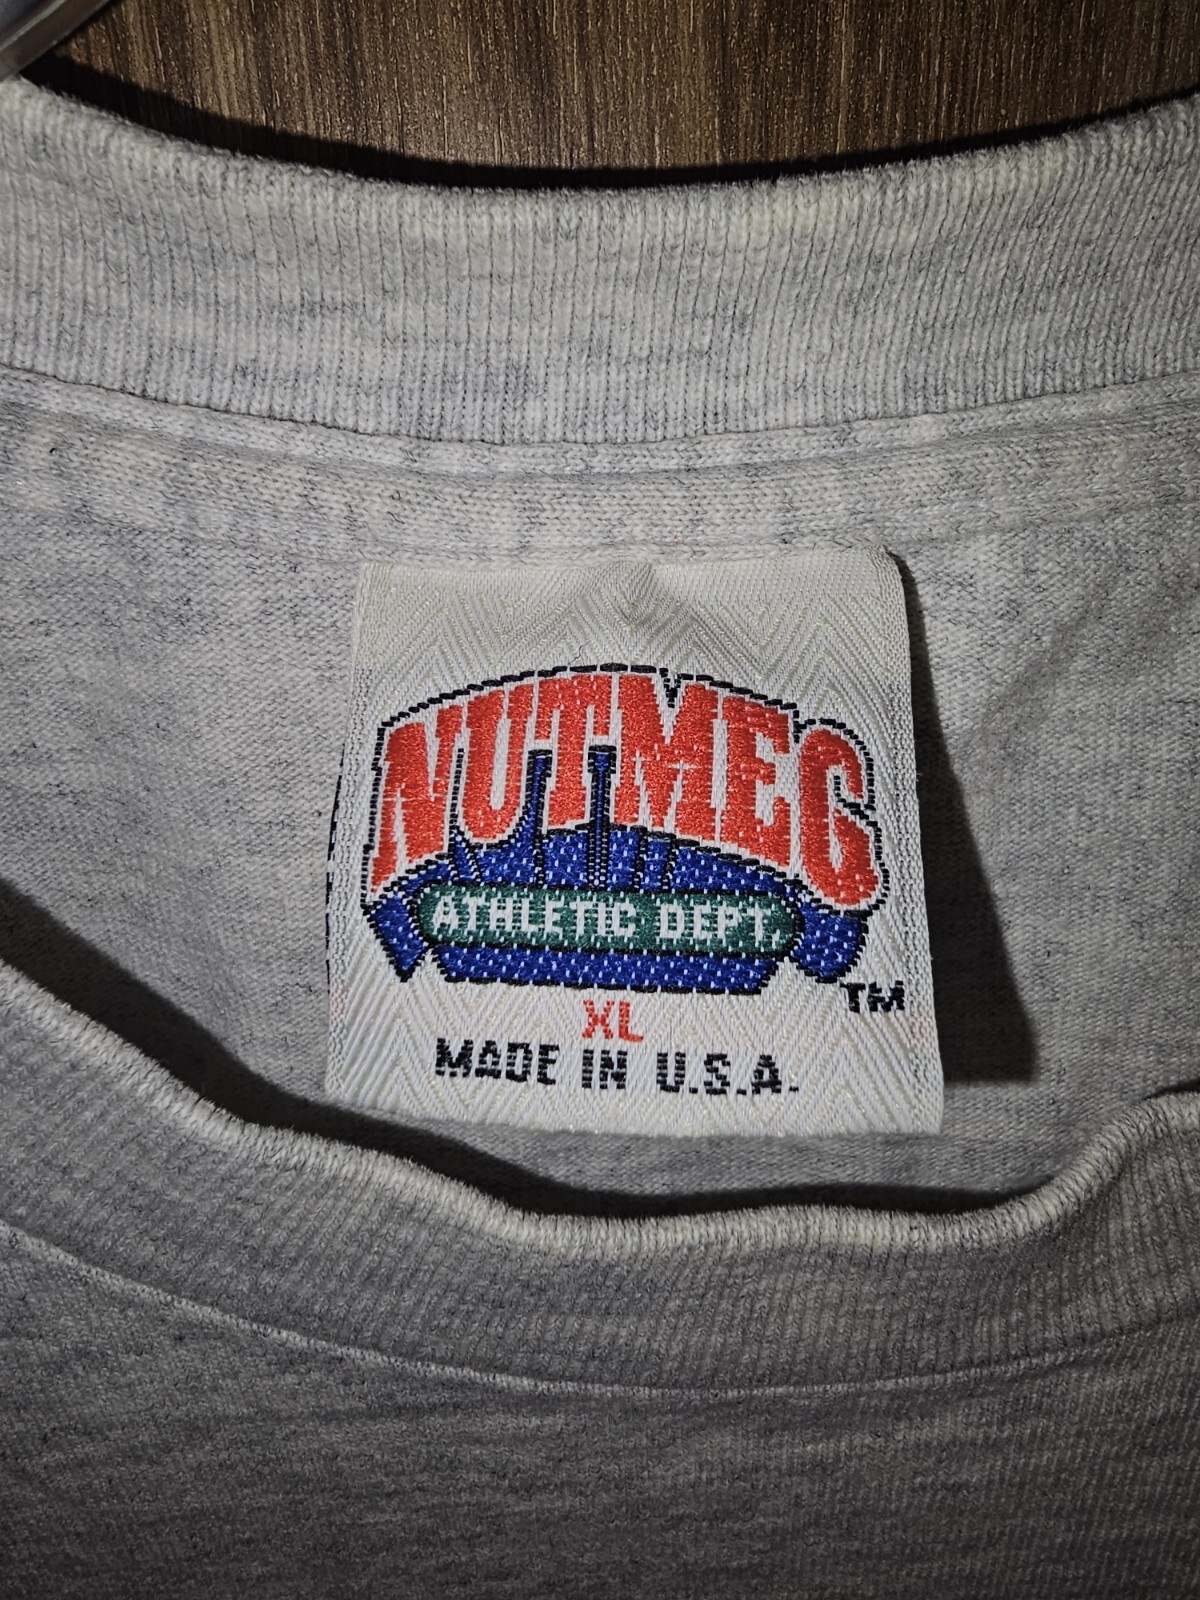 NUTMEG
ATHLETIC DEPT.
TM
XL
MADE IN U.S.A.